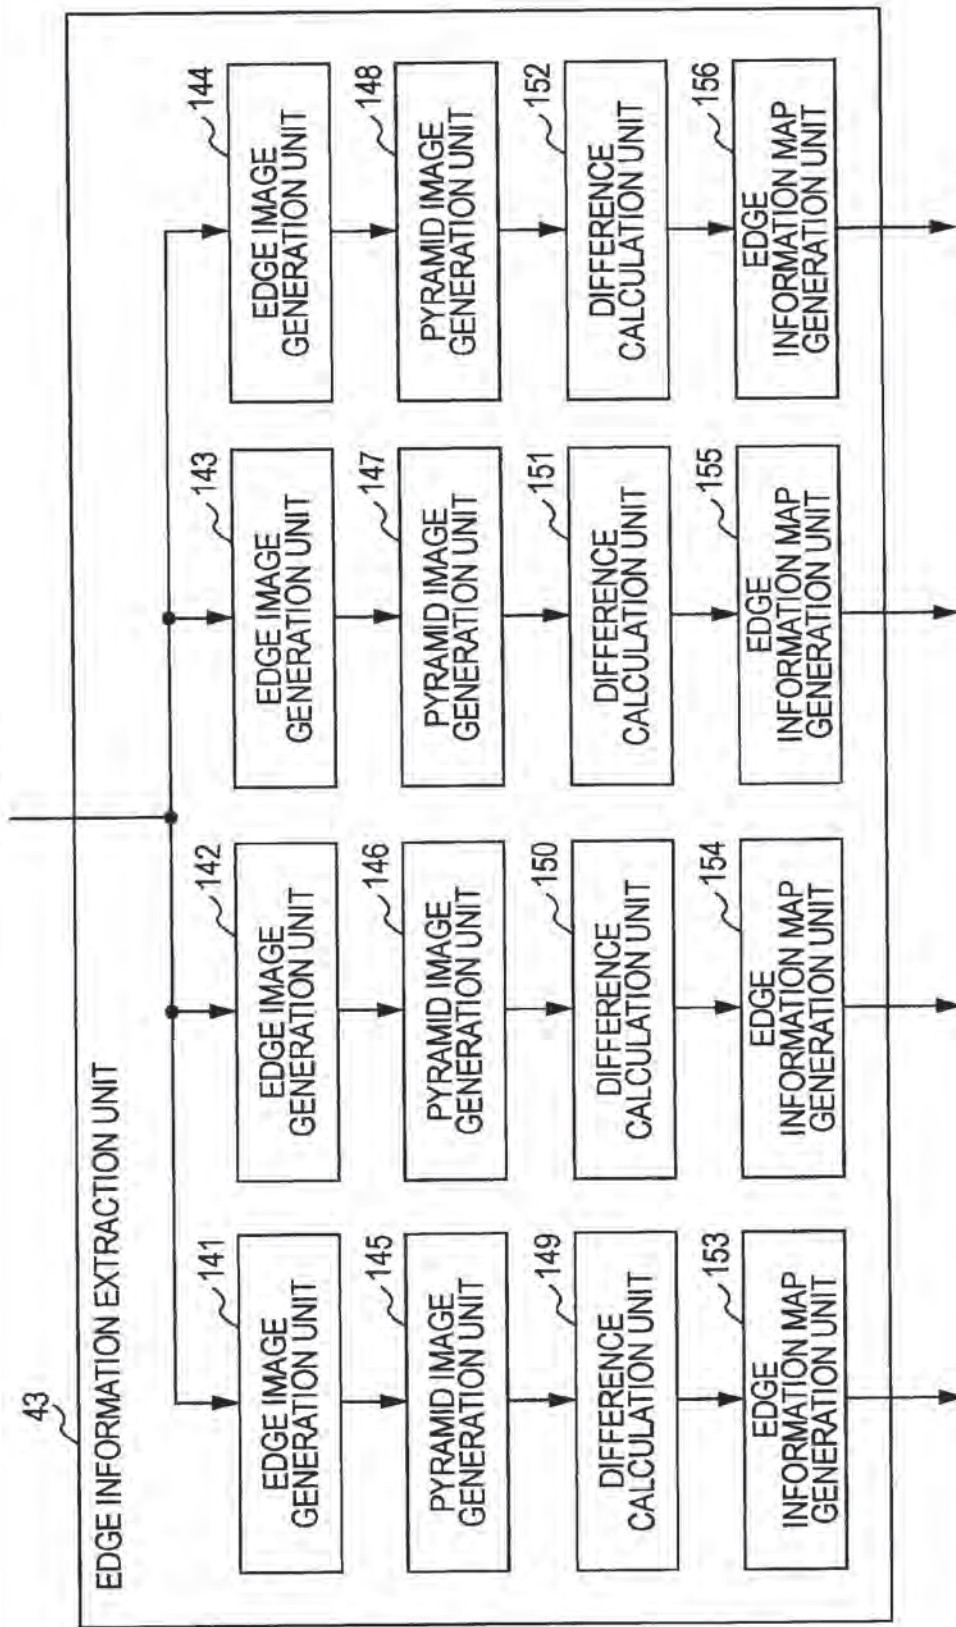 43
EDGE INFORMATION EXTRACTION UNIT
141
EDGE IMAGE
GENERATION UNIT
142
EDGE IMAGE
GENERATION UNIT
143
EDGE IMAGE
GENERATION UNIT
144
EDGE IMAGE
GENERATION UNIT
145
PYRAMID IMAGE
GENERATION UNIT
146
PYRAMID IMAGE
GENERATION UNIT
147
PYRAMID IMAGE
GENERATION UNIT
148
PYRAMID IMAGE
GENERATION UNIT
149
DIFFERENCE
CALCULATION UNIT
150
DIFFERENCE
CALCULATION UNIT
151
DIFFERENCE
CALCULATION UNIT
152
DIFFERENCE
CALCULATION UNIT
153
EDGE
INFORMATION MAP
GENERATION UNIT
154
EDGE
INFORMATION MAP
GENERATION UNIT
155
EDGE
INFORMATION MAP
GENERATION UNIT
156
EDGE
INFORMATION MAP
GENERATION UNIT